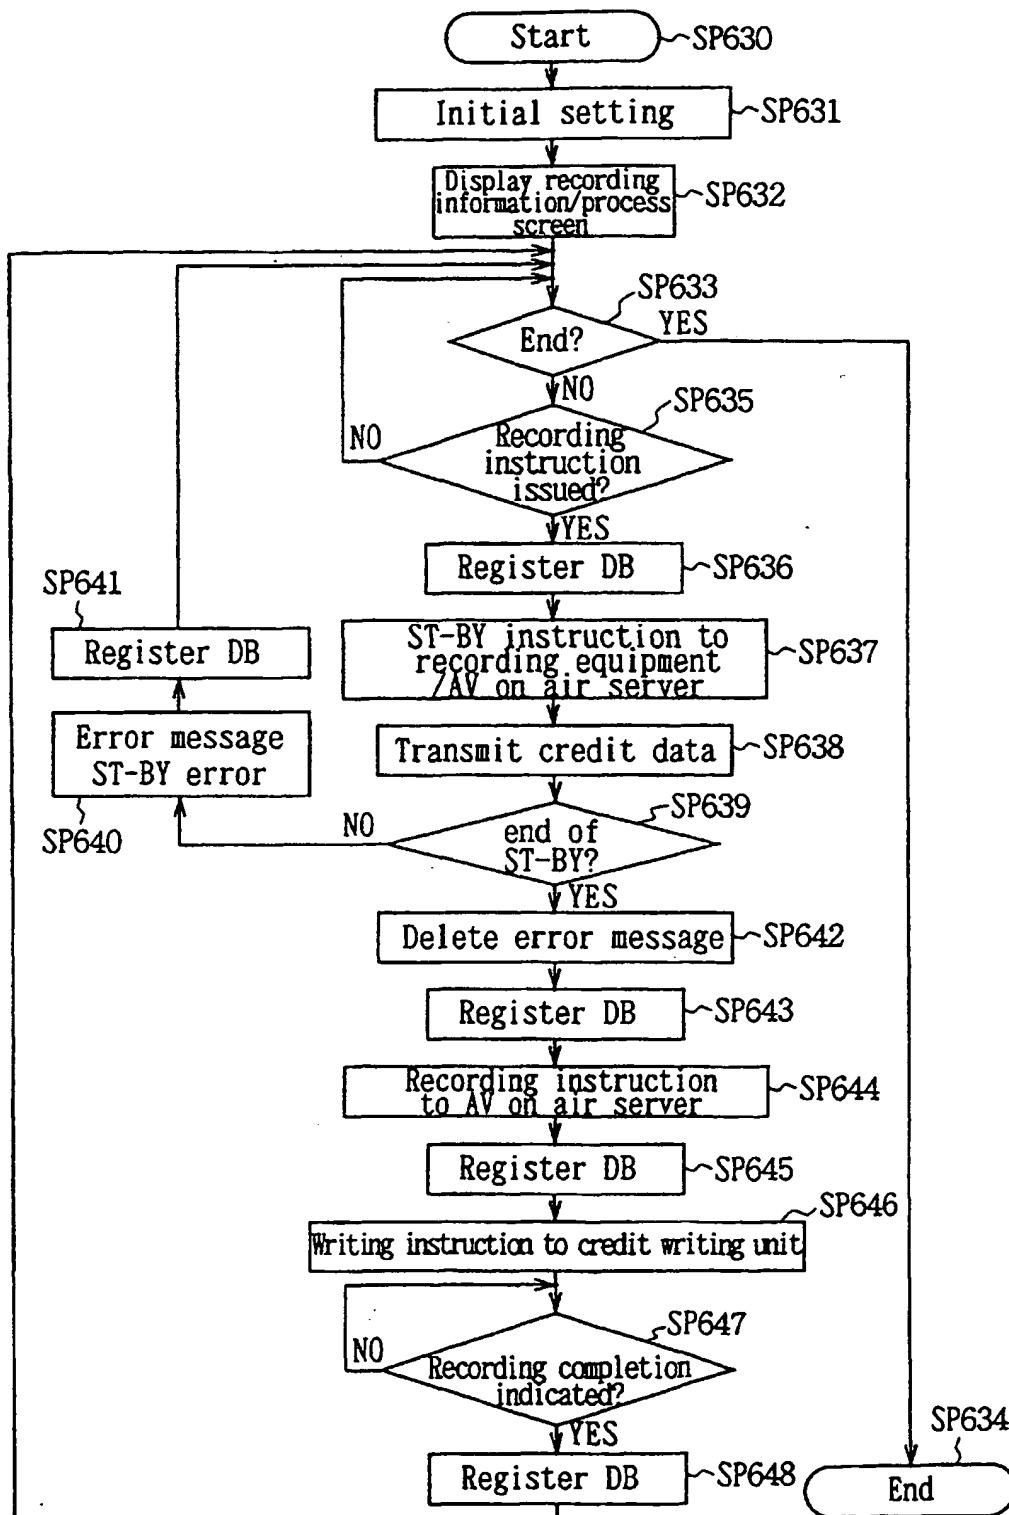 Start
SP630
Initial setting
SP631
Display recording
information/process
screen
SP632
SP633
End?
YES
NO
SP635
Recording
instruction
issued?
NO
YES
Register DB
SP636
SP641
Register DB
ST-BY instruction to
recording equipment
/AV on air server
SP637
Error message
ST-BY error
SP640
Transmit credit data
SP638
SP639
end of
ST-BY?
NO
YES
Delete error message
SP642
Register DB
SP643
Recording instruction
to AV on air server
SP644
Register DB
SP645
SP646
Writing instruction to credit writing unit
SP647
NO
Recording completion
indicated?
YES
Register DB
SP648
SP634
End